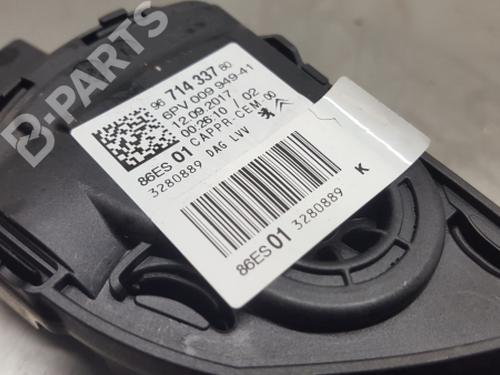 B-PARTS
96 714 337 80
6PV 009 949-41
12.09.2017
00:26:10 / 02
86ES 01 CAPPR.CEM 00
3280889 DAG LVV
86ES 01 3280889 K